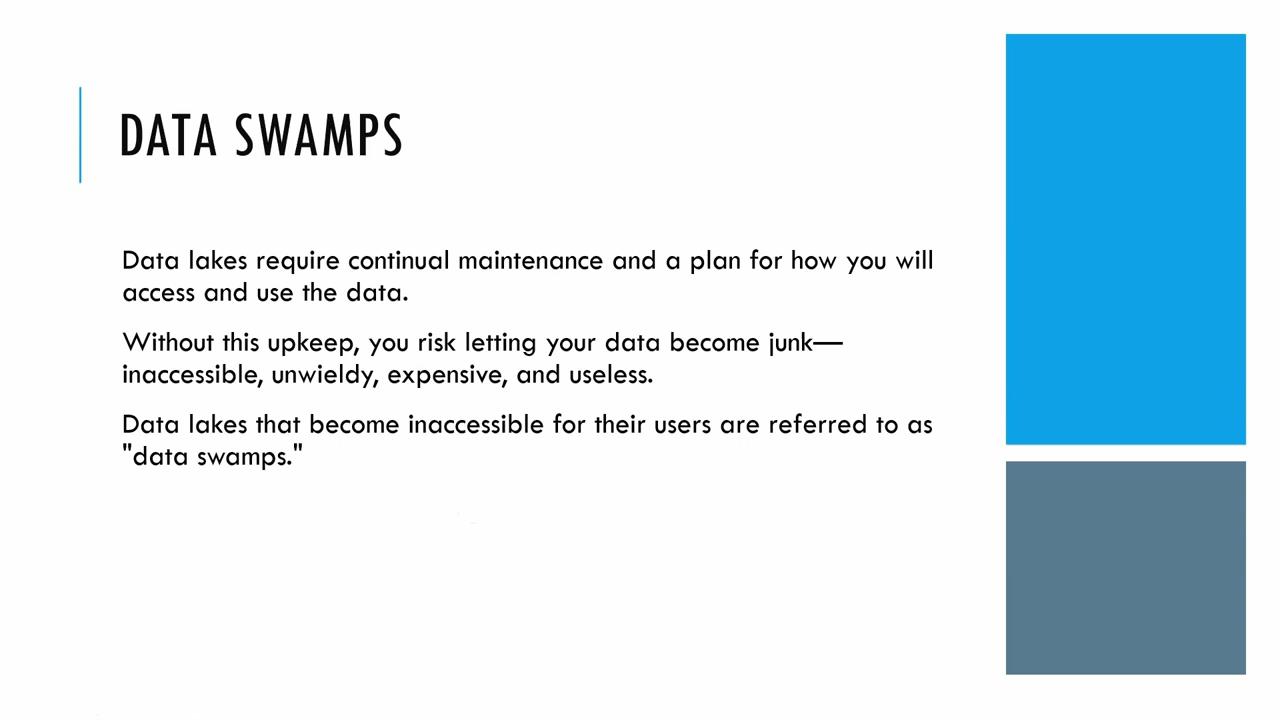 DATA SWAMPS
Data lakes require continual maintenance and a plan for how you will
access and use the data.
Without this upkeep, you risk letting your data become junk—
inaccessible, unwieldy, expensive, and useless.
Data lakes that become inaccessible for their users are referred to as
"data swamps."